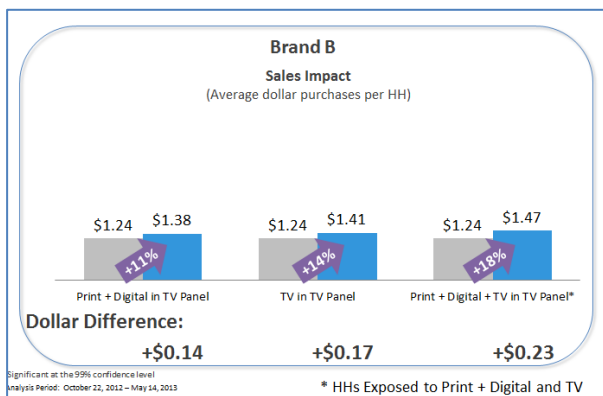 Brand B
Sales Impact
(Average dollar purchases per HH)
$1.24 $1.38 $1.24 $1.41 $1.24 $1.47
+11% +14% +18%
Print + Digital in TV Panel TV in TV Panel Print + Digital + TV in TV Panel*
Dollar Difference:
+$0.14 +$0.17 +$0.23
Significant at the 99% confidence level
Analysis Period: October 22, 2012 – May 14, 2013
* HHs Exposed to Print + Digital and TV